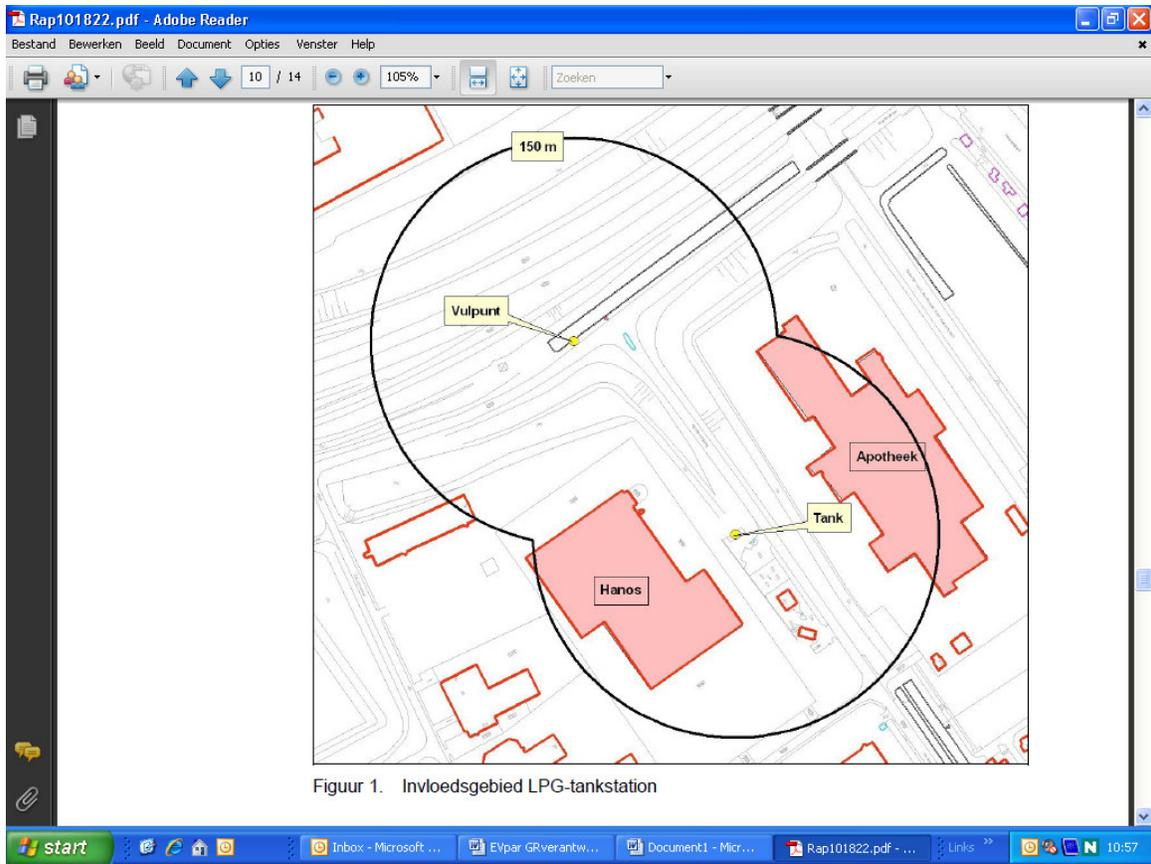 Rap101822.pdf - Adobe Reader
Bestand Bewerken Beeld Document Opties Venster Help
10 / 14 105% Zoeken
150 m
Vulpunt
Apotheek
Tank
Hanos
Figuur 1. Invloedsgebied LPG-tankstation
start Inbox - Microsoft ... EVpar GRverantw... Document1 - Micr... Rap101822.pdf - ... Links » 10:57